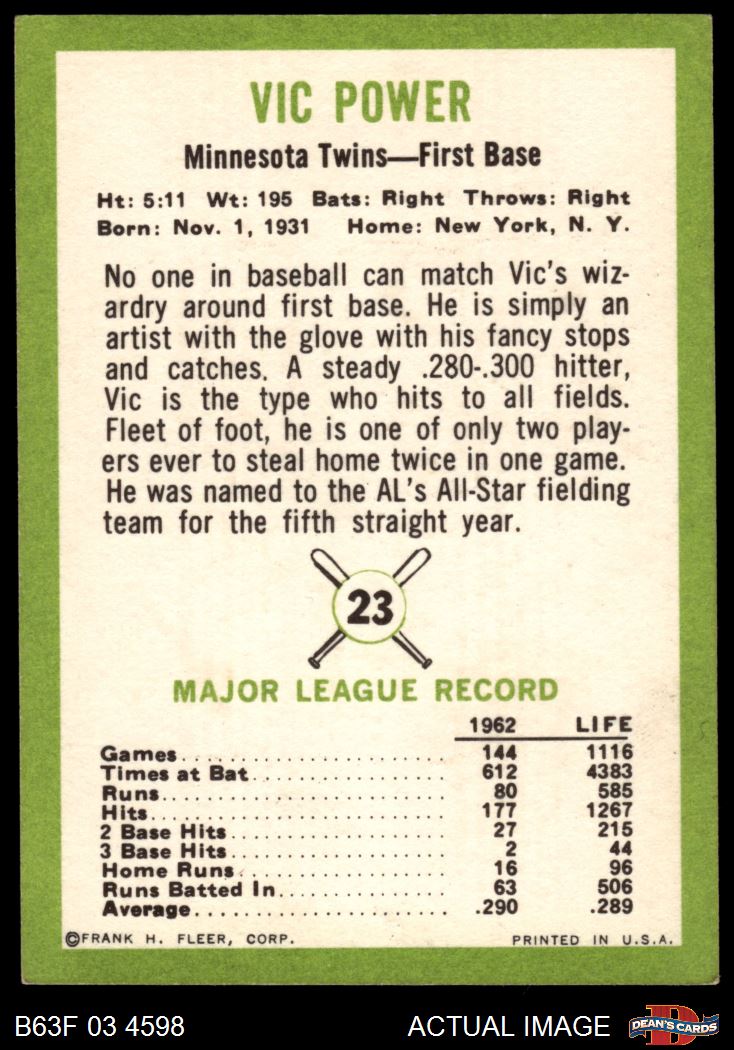 VIC POWER
Minnesota Twins—First Base
Ht: 5:11 Wt: 195 Bats: Right Throws: Right
Born: Nov. 1, 1931 Home: New York, N. Y.
No one in baseball can match Vic's wiz-
ardry around first base. He is simply an
artist with the glove with his fancy stops
and catches. A steady .280-.300 hitter,
Vic is the type who hits to all fields.
Fleet of foot, he is one of only two play-
ers ever to steal home twice in one game.
He was named to the AL's All-Star fielding
team for the fifth straight year.
23
MAJOR LEAGUE RECORD
1962 LIFE
Games 144 1116
Times at Bat 612 4383
Runs 80 585
Hits 177 1267
2 Base Hits 27 215
3 Base Hits 2 44
Home Runs 16 96
Runs Batted In 63 506
Average .290 .289
©FRANK H. FLEER, CORP. PRINTED IN U.S.A.
B63F 03 4598 ACTUAL IMAGE DEAN'S CARDS